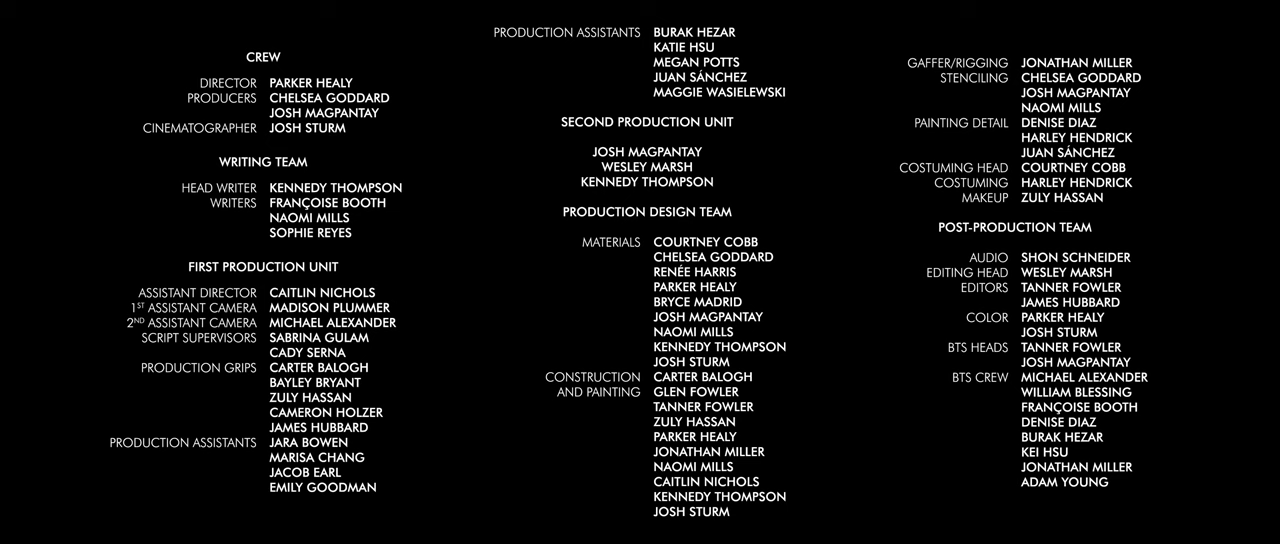 CREW
DIRECTOR PARKER HEALY
PRODUCERS CHELSEA GODDARD
JOSH MAGPANTAY
CINEMATOGRAPHER JOSH STURM
WRITING TEAM
HEAD WRITER KENNEDY THOMPSON
WRITERS FRANÇOISE BOOTH
NAOMI MILLS
SOPHIE REYES
FIRST PRODUCTION UNIT
ASSISTANT DIRECTOR CAITLIN NICHOLS
1ST ASSISTANT CAMERA MADISON PLUMMER
2ND ASSISTANT CAMERA MICHAEL ALEXANDER
SCRIPT SUPERVISORS SABRINA GULAM
CADY SERNA
PRODUCTION GRIPS CARTER BALOGH
BAYLEY BRYANT
ZULY HASSAN
CAMERON HOLZER
JAMES HUBBARD
PRODUCTION ASSISTANTS JARA BOWEN
MARISA CHANG
JACOB EARL
EMILY GOODMAN
PRODUCTION ASSISTANTS BURAK HEZAR
KATIE HSU
MEGAN POTTS
JUAN SÁNCHEZ
MAGGIE WASIELEWSKI
SECOND PRODUCTION UNIT
JOSH MAGPANTAY
WESLEY MARSH
KENNEDY THOMPSON
PRODUCTION DESIGN TEAM
MATERIALS COURTNEY COBB
CHELSEA GODDARD
RENÉE HARRIS
PARKER HEALY
BRYCE MADRID
JOSH MAGPANTAY
NAOMI MILLS
KENNEDY THOMPSON
JOSH STURM
CONSTRUCTION CARTER BALOGH
AND PAINTING GLEN FOWLER
TANNER FOWLER
ZULY HASSAN
PARKER HEALY
JONATHAN MILLER
NAOMI MILLS
CAITLIN NICHOLS
KENNEDY THOMPSON
JOSH STURM
GAFFER/RIGGING JONATHAN MILLER
STENCILING CHELSEA GODDARD
JOSH MAGPANTAY
NAOMI MILLS
PAINTING DETAIL DENISE DIAZ
HARLEY HENDRICK
JUAN SÁNCHEZ
COSTUMING HEAD COURTNEY COBB
COSTUMING HARLEY HENDRICK
MAKEUP ZULY HASSAN
POST-PRODUCTION TEAM
AUDIO SHON SCHNEIDER
EDITING HEAD WESLEY MARSH
EDITORS TANNER FOWLER
JAMES HUBBARD
COLOR PARKER HEALY
JOSH STURM
BTS HEADS TANNER FOWLER
JOSH MAGPANTAY
BTS CREW MICHAEL ALEXANDER
WILLIAM BLESSING
FRANÇOISE BOOTH
DENISE DIAZ
BURAK HEZAR
KEI HSU
JONATHAN MILLER
ADAM YOUNG